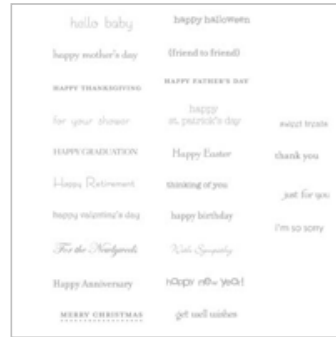 hello baby
happy halloween
happy mother's day
(friend to friend)
HAPPY THANKSGIVING
HAPPY FATHER'S DAY
for your shower
happy
st. patrick's day
sweet treats
HAPPY GRADUATION
Happy Easter
thank you
Happy Retirement
thinking of you
just for you
happy valentine's day
happy birthday
i'm so sorry
For the Newlyweds
With Sympathy
Happy Anniversary
happy new year!
MERRY CHRISTMAS
get well wishes